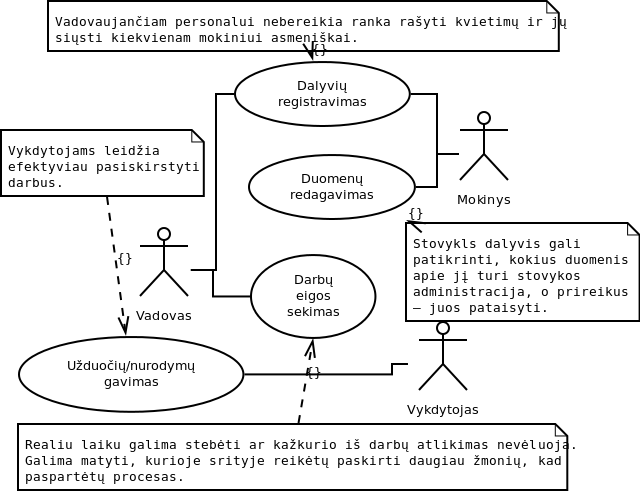 Vadovaujančiam personalui nebereikia ranka rašyti kvietimų ir jų
siųsti kiekvienam mokiniui asmeniškai.
{}
Dalyvių
registravimas
Vykdytojams leidžia
efektyviau pasiskirstyti
darbus.
Duomenų
redagavimas
Mokinys
{}
Stovykls dalyvis gali
patikrinti, kokius duomenis
apie jį turi stovykos
administracija, o prireikus
– juos pataisyti.
{}
Darbų
eigos
sekimas
Vadovas
Užduočių/nurodymų
gavimas
{}
Vykdytojas
Realiu laiku galima stebėti ar kažkurio iš darbų atlikimas nevėluoja.
Galima matyti, kurioje srityje reikėtų paskirti daugiau žmonių, kad
paspartėtų procesas.